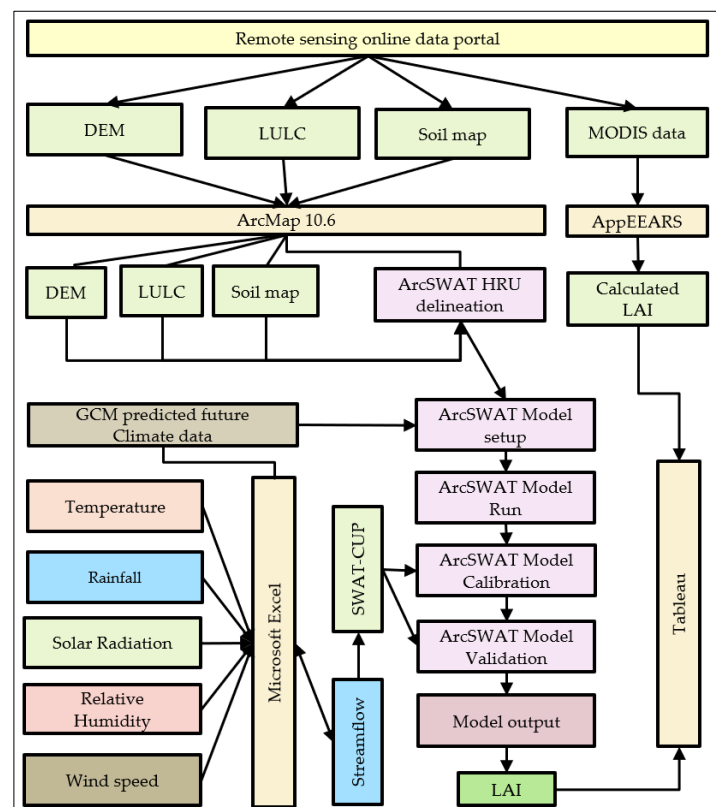 Remote sensing online data portal
DEM
LULC
Soil map
MODIS data
ArcMap 10.6
AppEEARS
DEM
LULC
Soil map
ArcSWAT HRU
delineation
Calculated
LAI
GCM predicted future
Climate data
ArcSWAT Model
setup
Temperature
Rainfall
Solar Radiation
Relative
Humidity
Wind speed
Microsoft Excel
SWAT-CUP
Streamflow
ArcSWAT Model
Run
ArcSWAT Model
Calibration
ArcSWAT Model
Validation
Model output
LAI
Tableau